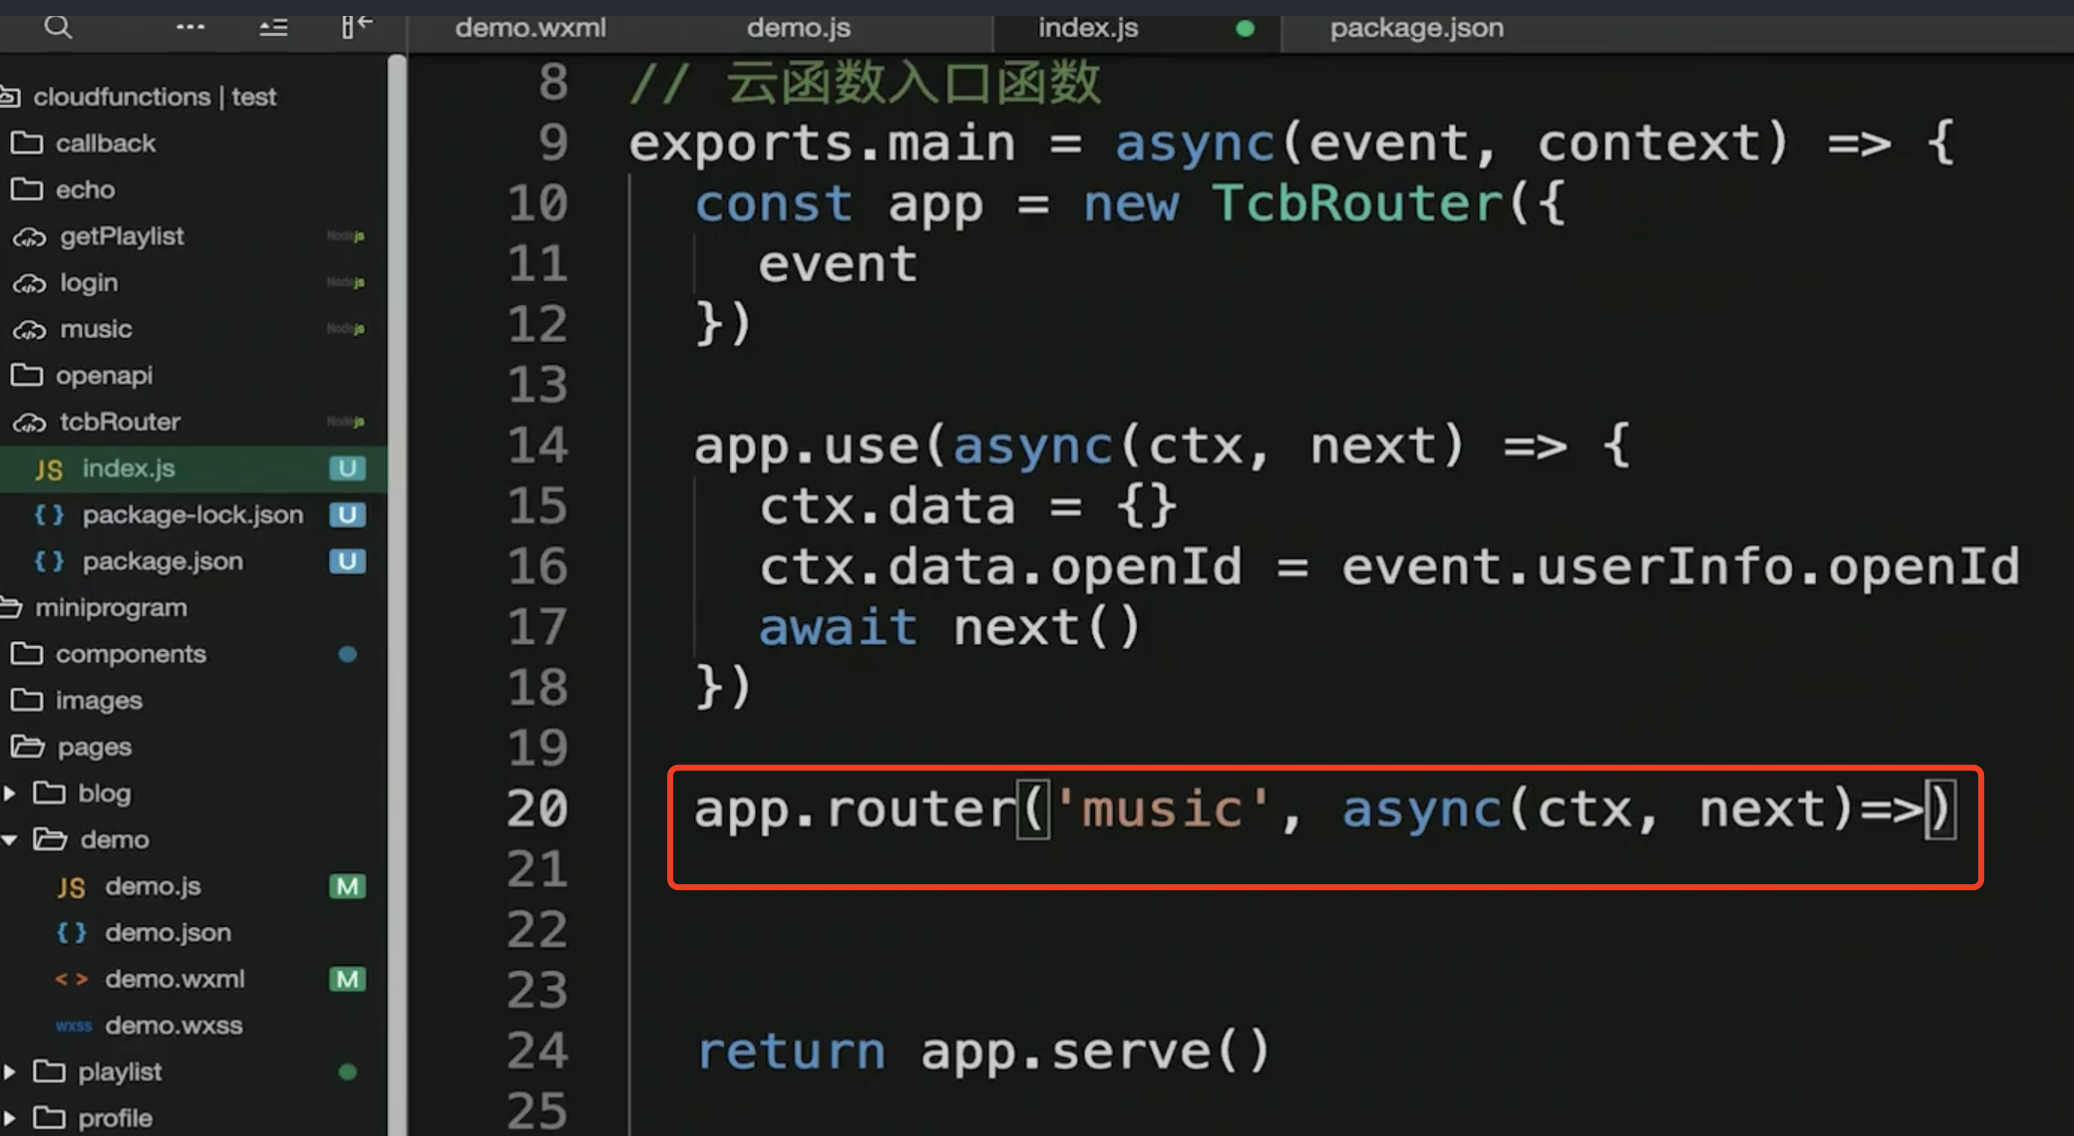 demo.wxml demo.js index.js package.json
cloudfunctions | test
callback
echo
getPlaylist Nodejs
login Nodejs
music Nodejs
openapi
tcbRouter Nodejs
JS index.js U
{ } package-lock.json U
{ } package.json U
miniprogram
components
images
pages
blog
demo
JS demo.js M
{ } demo.json
< > demo.wxml M
wxss demo.wxss
playlist
profile
8 // 云函数入口函数
9 exports.main = async(event, context) => {
10 const app = new TcbRouter({
11 event
12 })
13
14 app.use(async(ctx, next) => {
15 ctx.data = {}
16 ctx.data.openId = event.userInfo.openId
17 await next()
18 })
19
20 app.router('music', async(ctx, next)=>)
21
22
23
24 return app.serve()
25